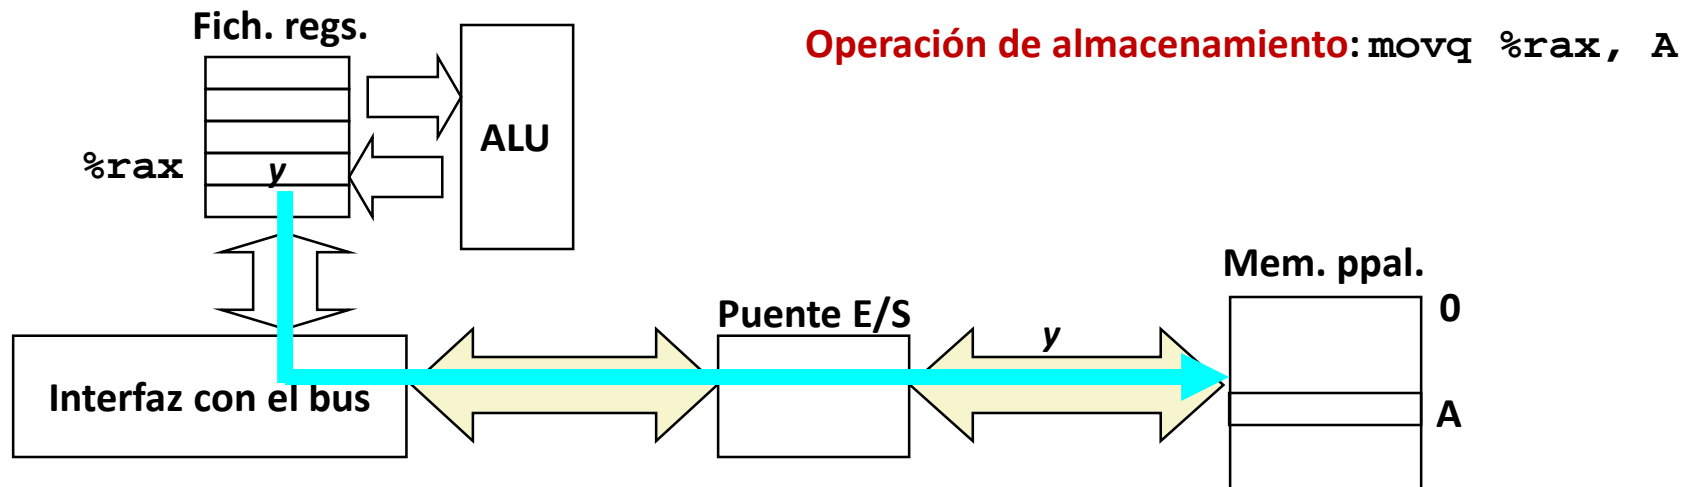 Fich. regs.
Operación de almacenamiento: movq %rax, A
ALU
%rax
y
Mem. ppal.
Puente E/S
0
y
Interfaz con el bus
A